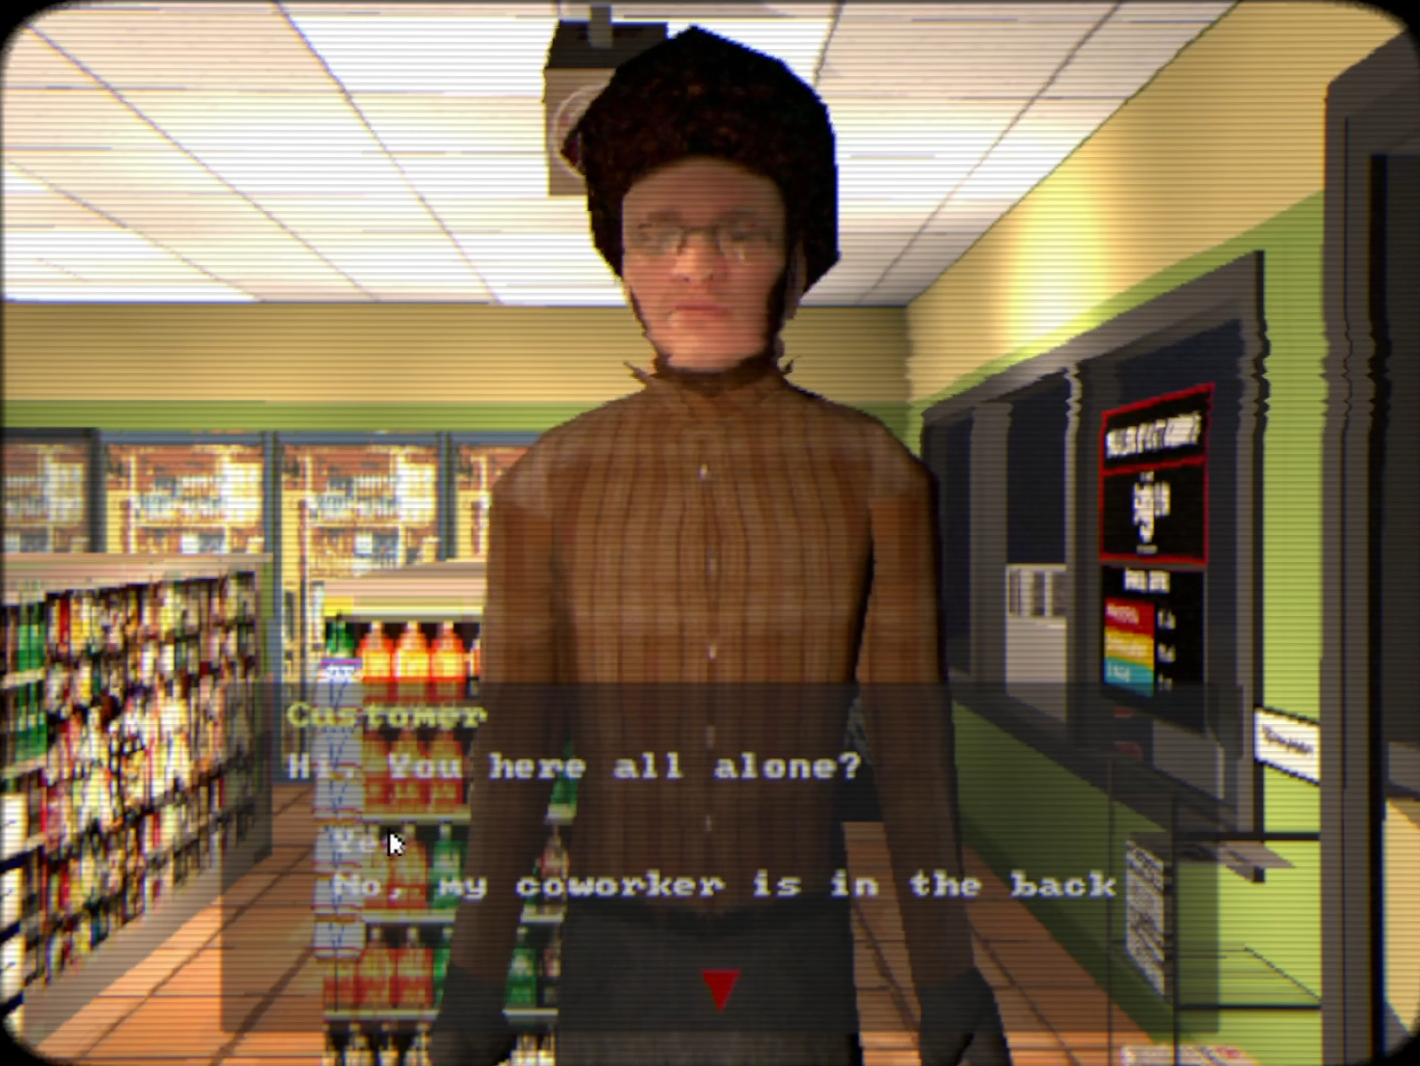 Customer
Hi. You here all alone?
Yes
No, my coworker is in the back